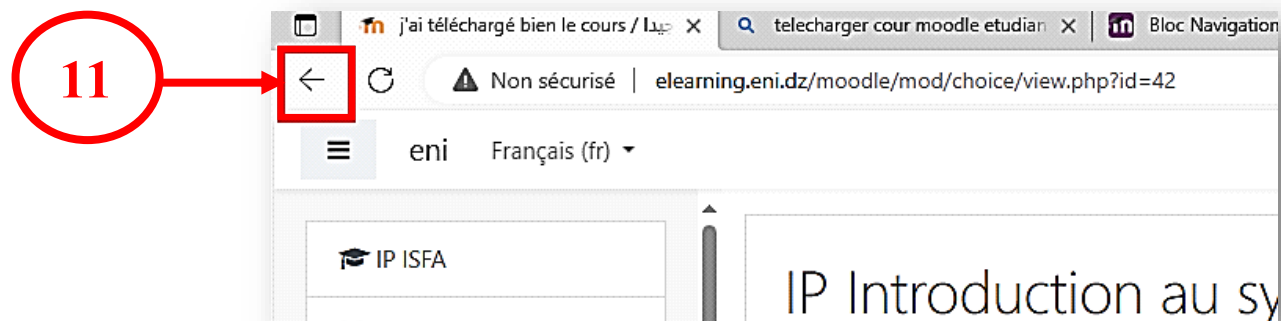 11
j'ai téléchargé bien le cours / جيدا
telecharger cour moodle etudian
Bloc Navigation
Non sécurisé | elearning.eni.dz/moodle/mod/choice/view.php?id=42
eni Français (fr)
IP ISFA
IP Introduction au sy